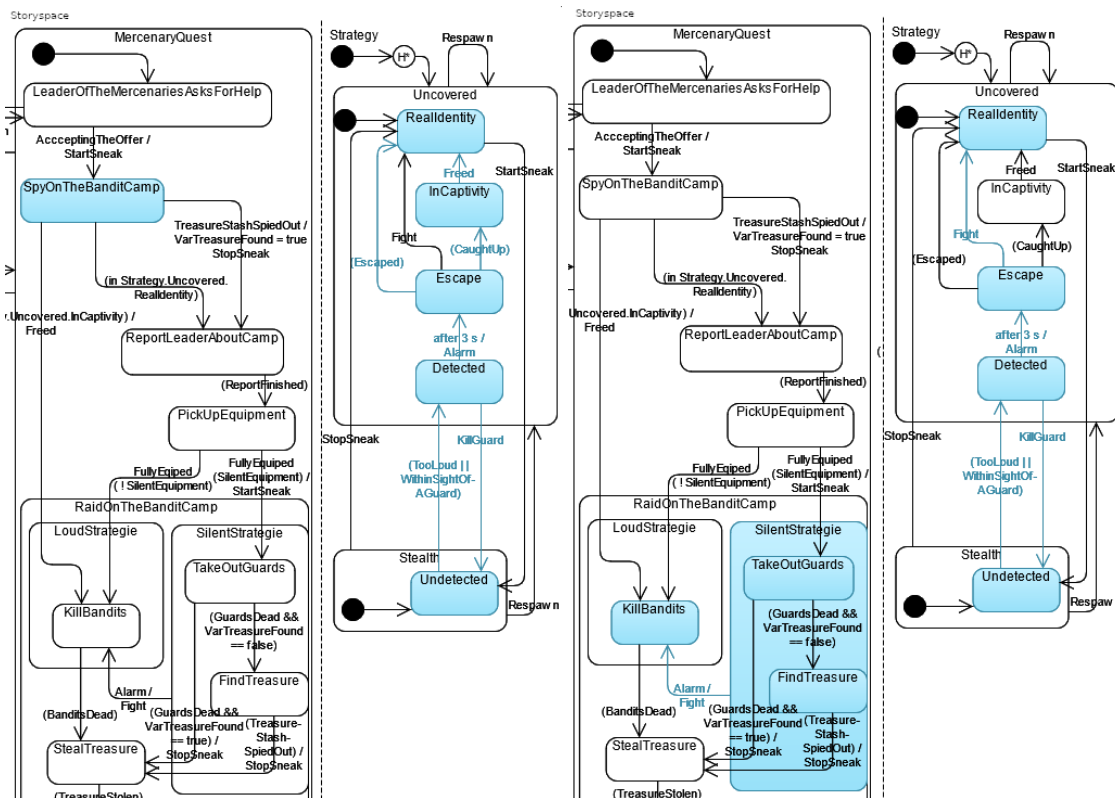 Storyspace
MercenaryQuest
LeaderOfTheMercenariesAsksForHelp
AccceptingTheOffer /
StartSneak
SpyOnTheBanditCamp
TreasureStashSpiedOut /
VarTreasureFound = true
StopSneak
(in Strategy.Uncovered.
RealIdentity)
.Uncovered.InCaptivity) /
Freed
ReportLeaderAboutCamp
(ReportFinished)
PickUpEquipment
FullyEqiped
( ! SilentEquipment)
FullyEquiped
(SilentEquipment) /
StartSneak
RaidOnTheBanditCamp
LoudStrategie
SilentStrategie
TakeOutGuards
KillBandits
(GuardsDead &&
VarTreasureFound
== false)
FindTreasure
Alarm /
Fight
(BanditsDead)
(GuardsDead &&
VarTreasureFound
== true) /
StopSneak
(Treasure-
Stash-
SpiedOut) /
StopSneak
StealTreasure
(TreasureStolen)
Strategy
H*
Respawn
Uncovered
RealIdentity
StartSneak
Freed
InCaptivity
Fight
(CaughtUp)
(Escaped)
Escape
after 3 s /
Alarm
Detected
StopSneak
KillGuard
(TooLoud ||
WithinSightOf-
AGuard)
Stealth
Undetected
Respawn
Storyspace
MercenaryQuest
LeaderOfTheMercenariesAsksForHelp
AccceptingTheOffer /
StartSneak
SpyOnTheBanditCamp
TreasureStashSpiedOut /
VarTreasureFound = true
StopSneak
(in Strategy.Uncovered.
RealIdentity)
Uncovered.InCaptivity) /
Freed
ReportLeaderAboutCamp
(
(ReportFinished)
PickUpEquipment
FullyEqiped
( ! SilentEquipment)
FullyEquiped
(SilentEquipment) /
StartSneak
RaidOnTheBanditCamp
LoudStrategie
SilentStrategie
TakeOutGuards
KillBandits
(GuardsDead &&
VarTreasureFound
== false)
FindTreasure
Alarm /
Fight
(BanditsDead)
(GuardsDead &&
VarTreasureFound
== true) /
StopSneak
(Treasure-
Stash-
SpiedOut) /
StopSneak
StealTreasure
(TreasureStolen)
Strategy
H*
Respawn
Uncovered
RealIdentity
StartSneak
Freed
InCaptivity
Fight
(CaughtUp)
(Escaped)
Escape
after 3 s /
Alarm
Detected
StopSneak
KillGuard
(TooLoud ||
WithinSightOf-
AGuard)
Stealth
Undetected
Respaw